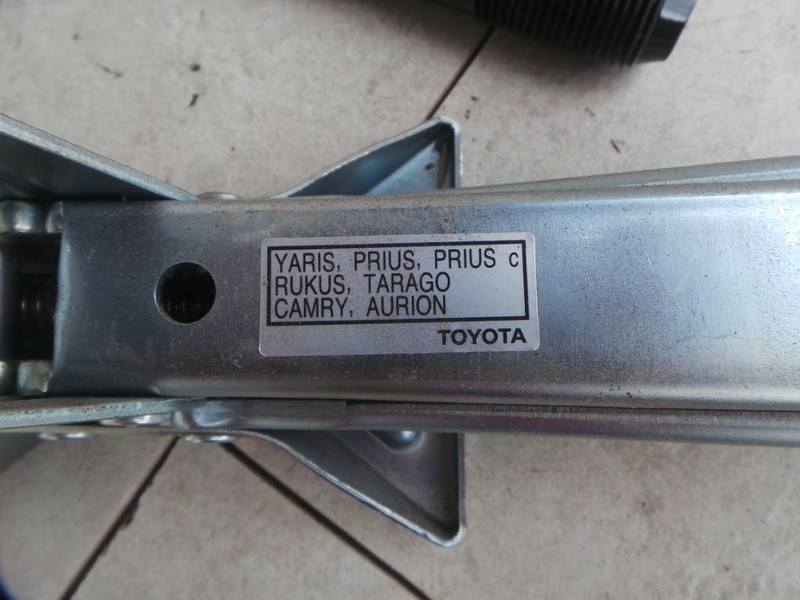 YARIS, PRIUS, PRIUS c
RUKUS, TARAGO
CAMRY, AURION
TOYOTA